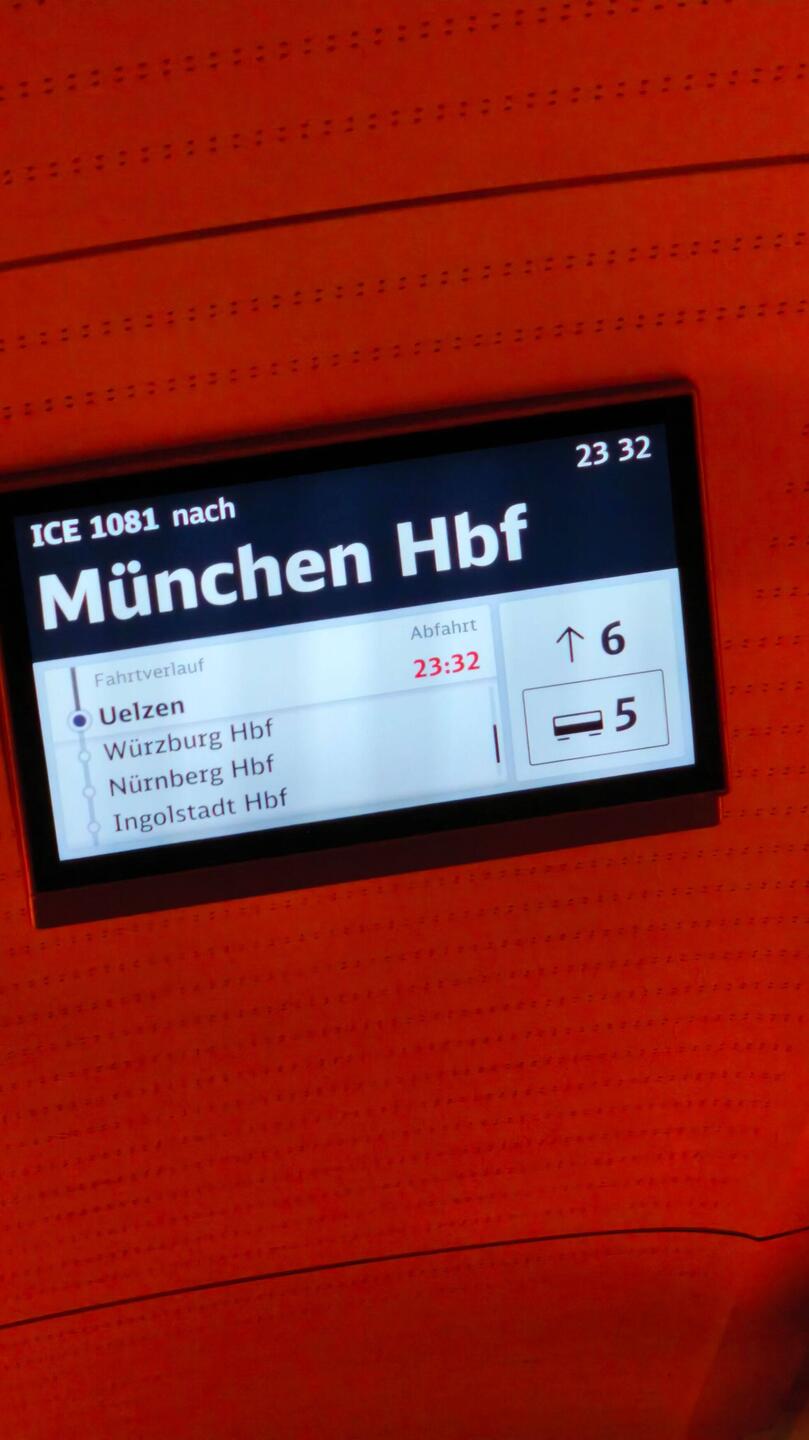 23 32
ICE 1081 nach
München Hbf
Fahrtverlauf Abfahrt
Uelzen 23:32
Würzburg Hbf
Nürnberg Hbf
Ingolstadt Hbf
↑ 6
5